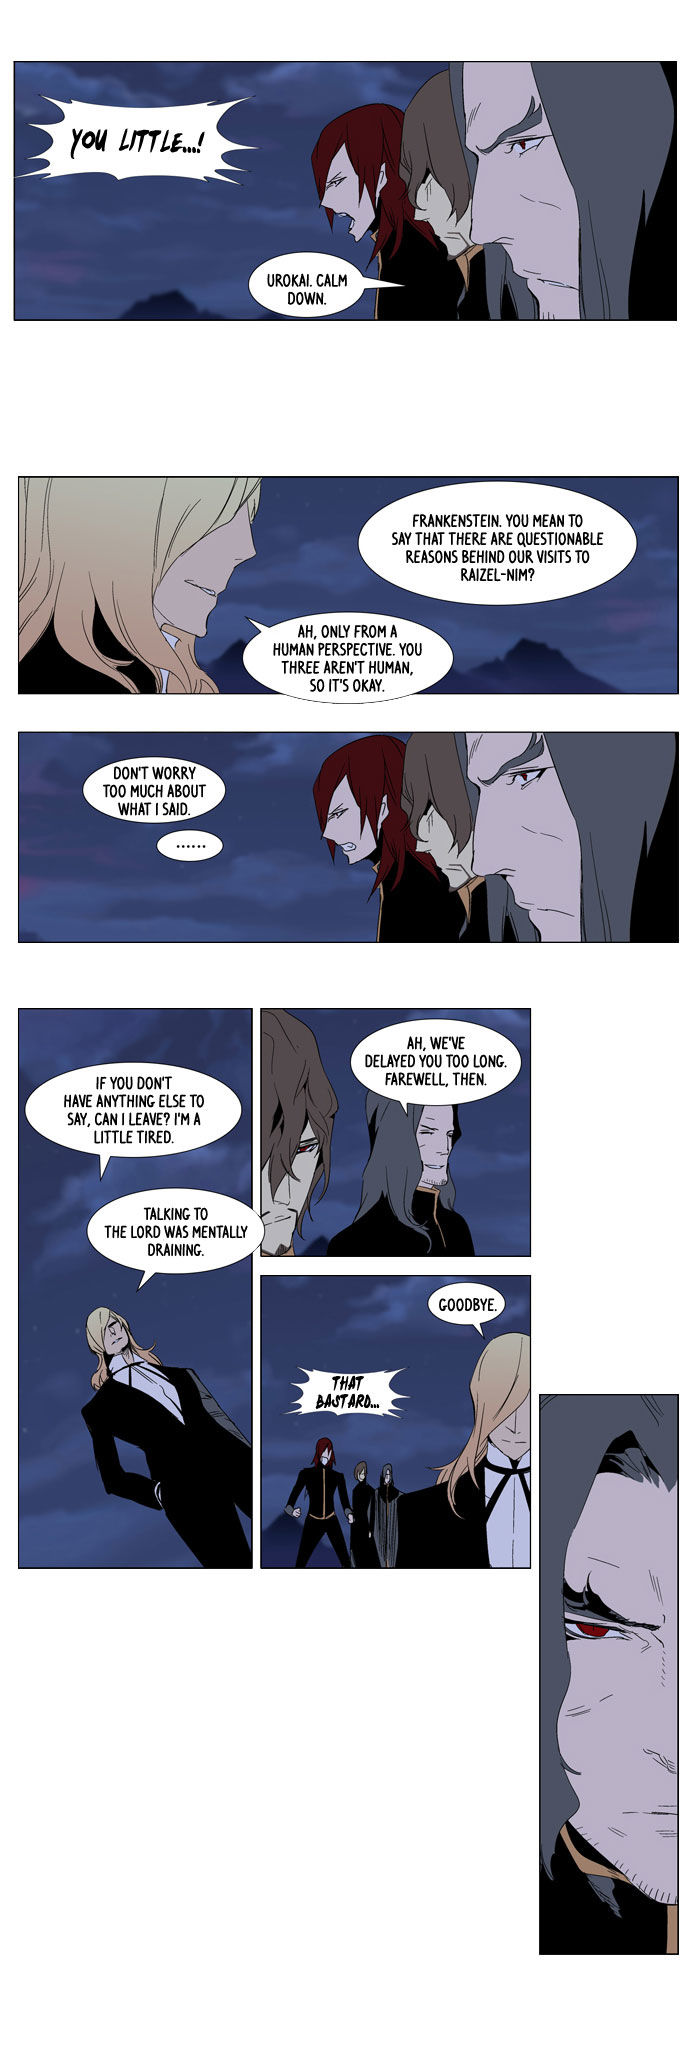 YOU LITTLE...!
UROKAI. CALM
DOWN.
FRANKENSTEIN. YOU MEAN TO
SAY THAT THERE ARE QUESTIONABLE
REASONS BEHIND OUR VISITS TO
RAIZEL-NIM?
AH, ONLY FROM A
HUMAN PERSPECTIVE. YOU
THREE AREN'T HUMAN,
SO IT'S OKAY.
DON'T WORRY
TOO MUCH ABOUT
WHAT I SAID.
......
IF YOU DON'T
HAVE ANYTHING ELSE TO
SAY, CAN I LEAVE? I'M A
LITTLE TIRED.
TALKING TO
THE LORD WAS MENTALLY
DRAINING.
AH, WE'VE
DELAYED YOU TOO LONG.
FAREWELL, THEN.
GOODBYE.
THAT
BASTARD...